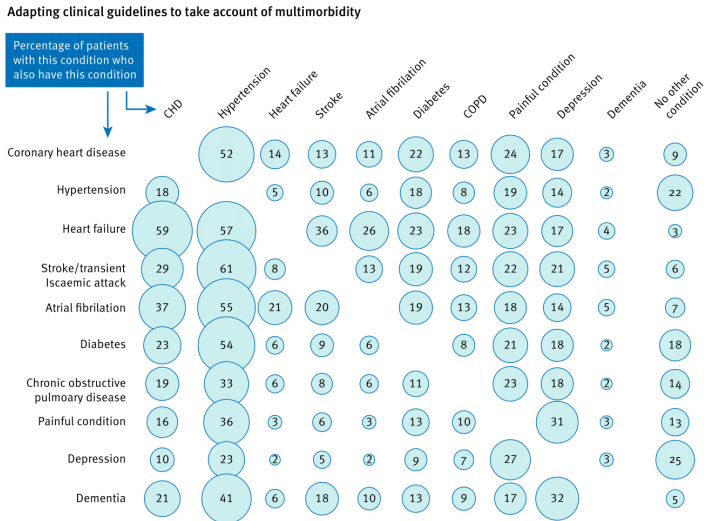 Adapting clinical guidelines to take account of multimorbidity
Percentage of patients
with this condition who
also have this condition
CHD
Hypertension
Heart failure
Stroke
Atrial fibrilation
Diabetes
COPD
Painful condition
Depression
Dementia
No other
condition
Coronary heart disease 52 14 13 11 22 13 24 17 3 9
Hypertension 18 5 10 6 18 8 19 14 2 22
Heart failure 59 57 36 26 23 18 23 17 4 3
Stroke/transient
Iscaemic attack 29 61 8 13 19 12 22 21 5 6
Atrial fibrilation 37 55 21 20 19 13 18 14 5 7
Diabetes 23 54 6 9 6 8 21 18 2 18
Chronic obstructive
pulmoary disease 19 33 6 8 6 11 23 18 2 14
Painful condition 16 36 3 6 3 13 10 31 3 13
Depression 10 23 2 5 2 9 7 27 3 25
Dementia 21 41 6 18 10 13 9 17 32 5